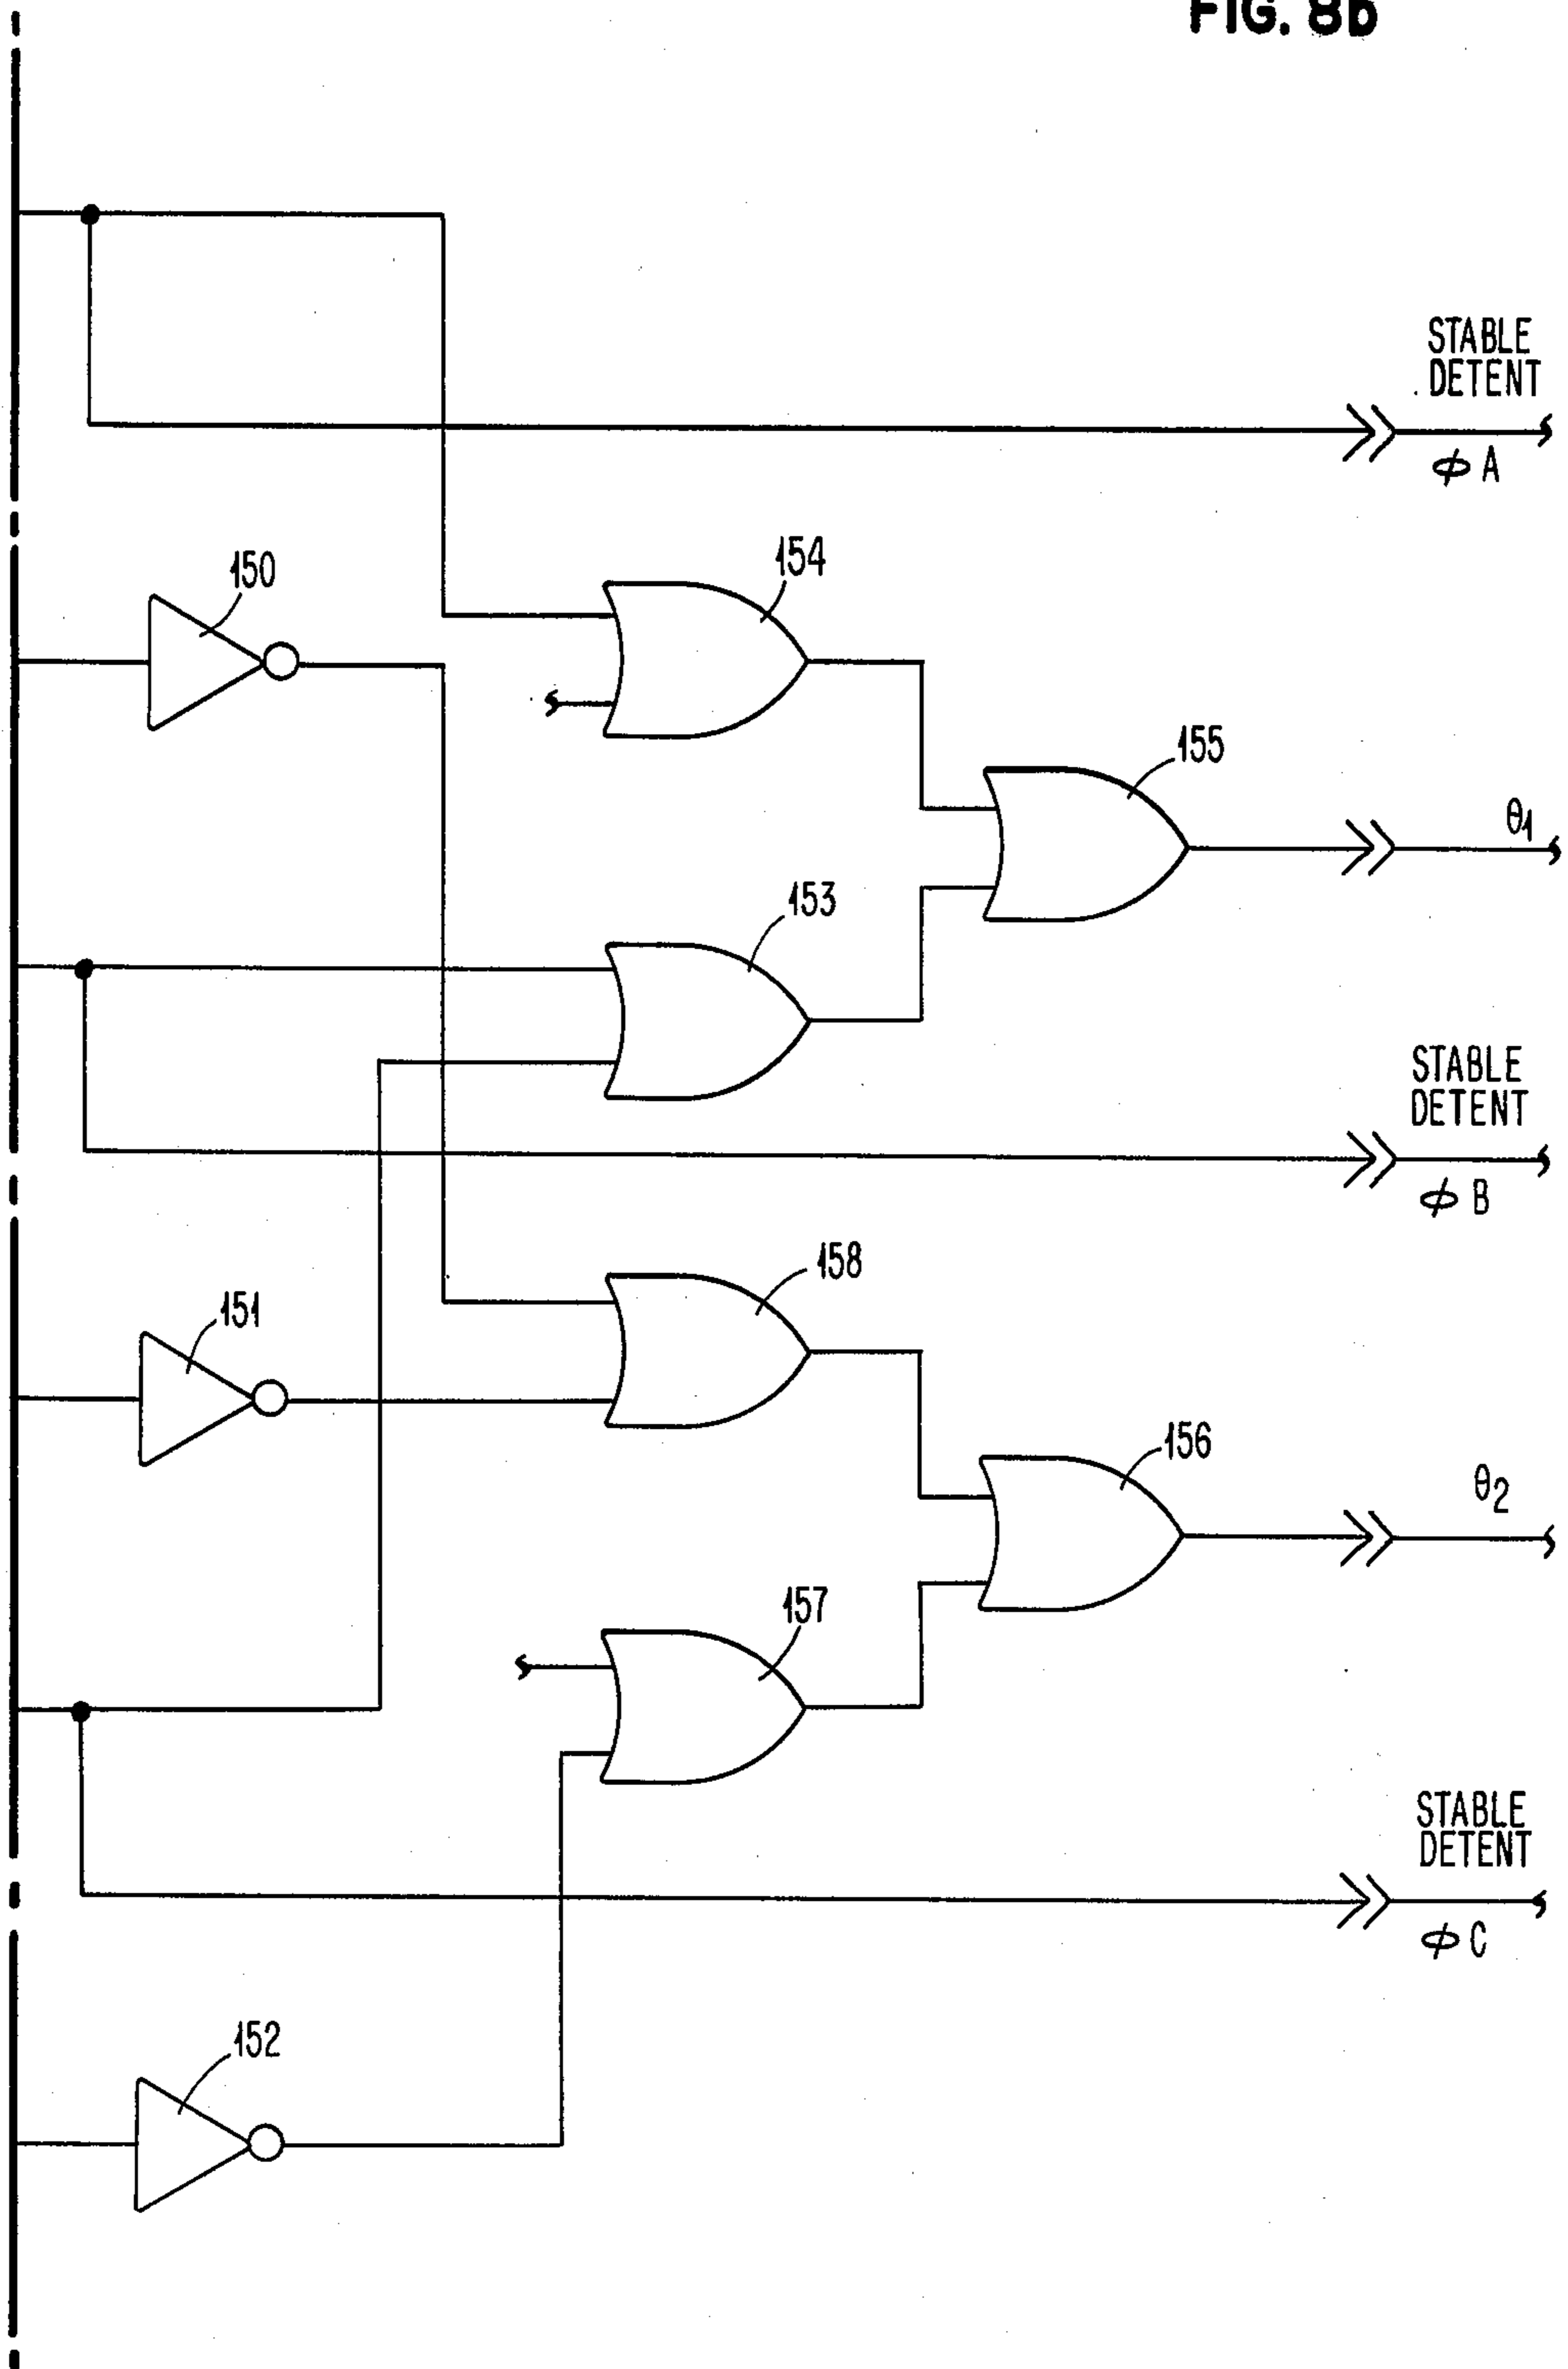 FIG. 8b
STABLE
DETENT
ϕ A
150
154
155
θ1
153
STABLE
DETENT
ϕ B
158
151
156
θ2
157
STABLE
DETENT
ϕ C
152